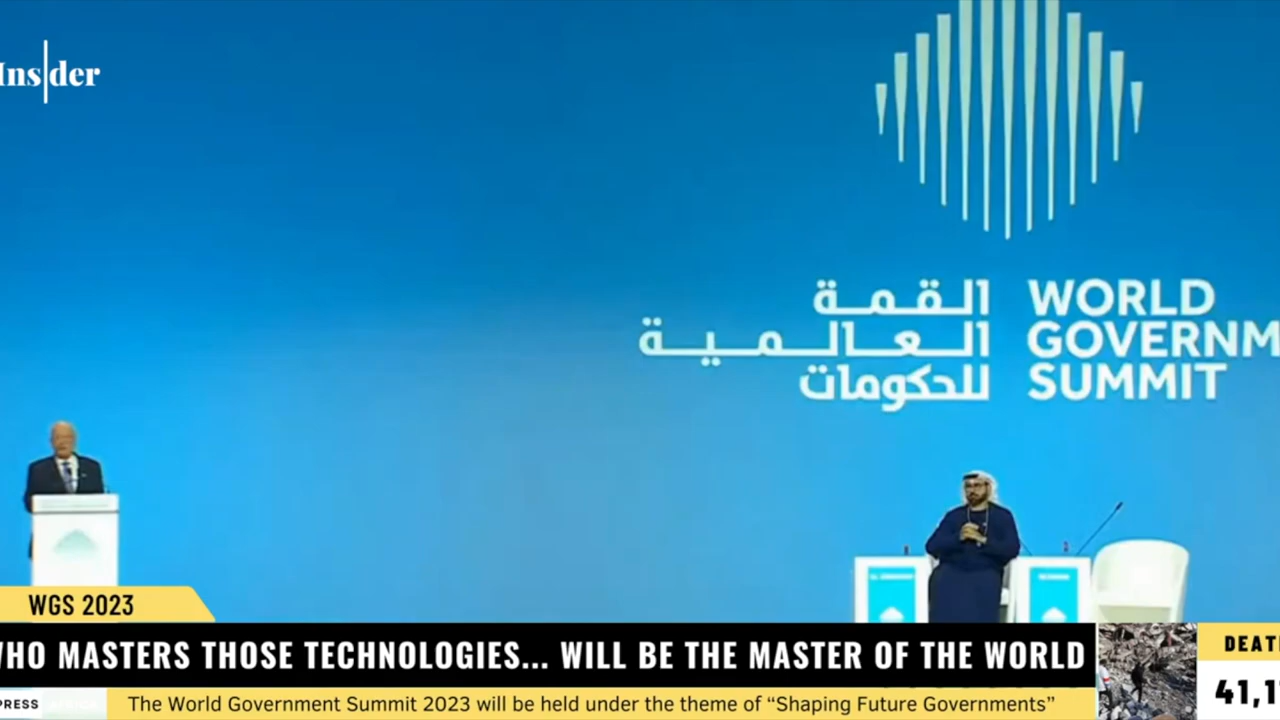 Insider
القمة
العالمية
للحكومات
WORLD
GOVERNM
SUMMIT
WGS 2023
WHO MASTERS THOSE TECHNOLOGIES... WILL BE THE MASTER OF THE WORLD
DEAT
41,1
PRESS
The World Government Summit 2023 will be held under the theme of “Shaping Future Governments”